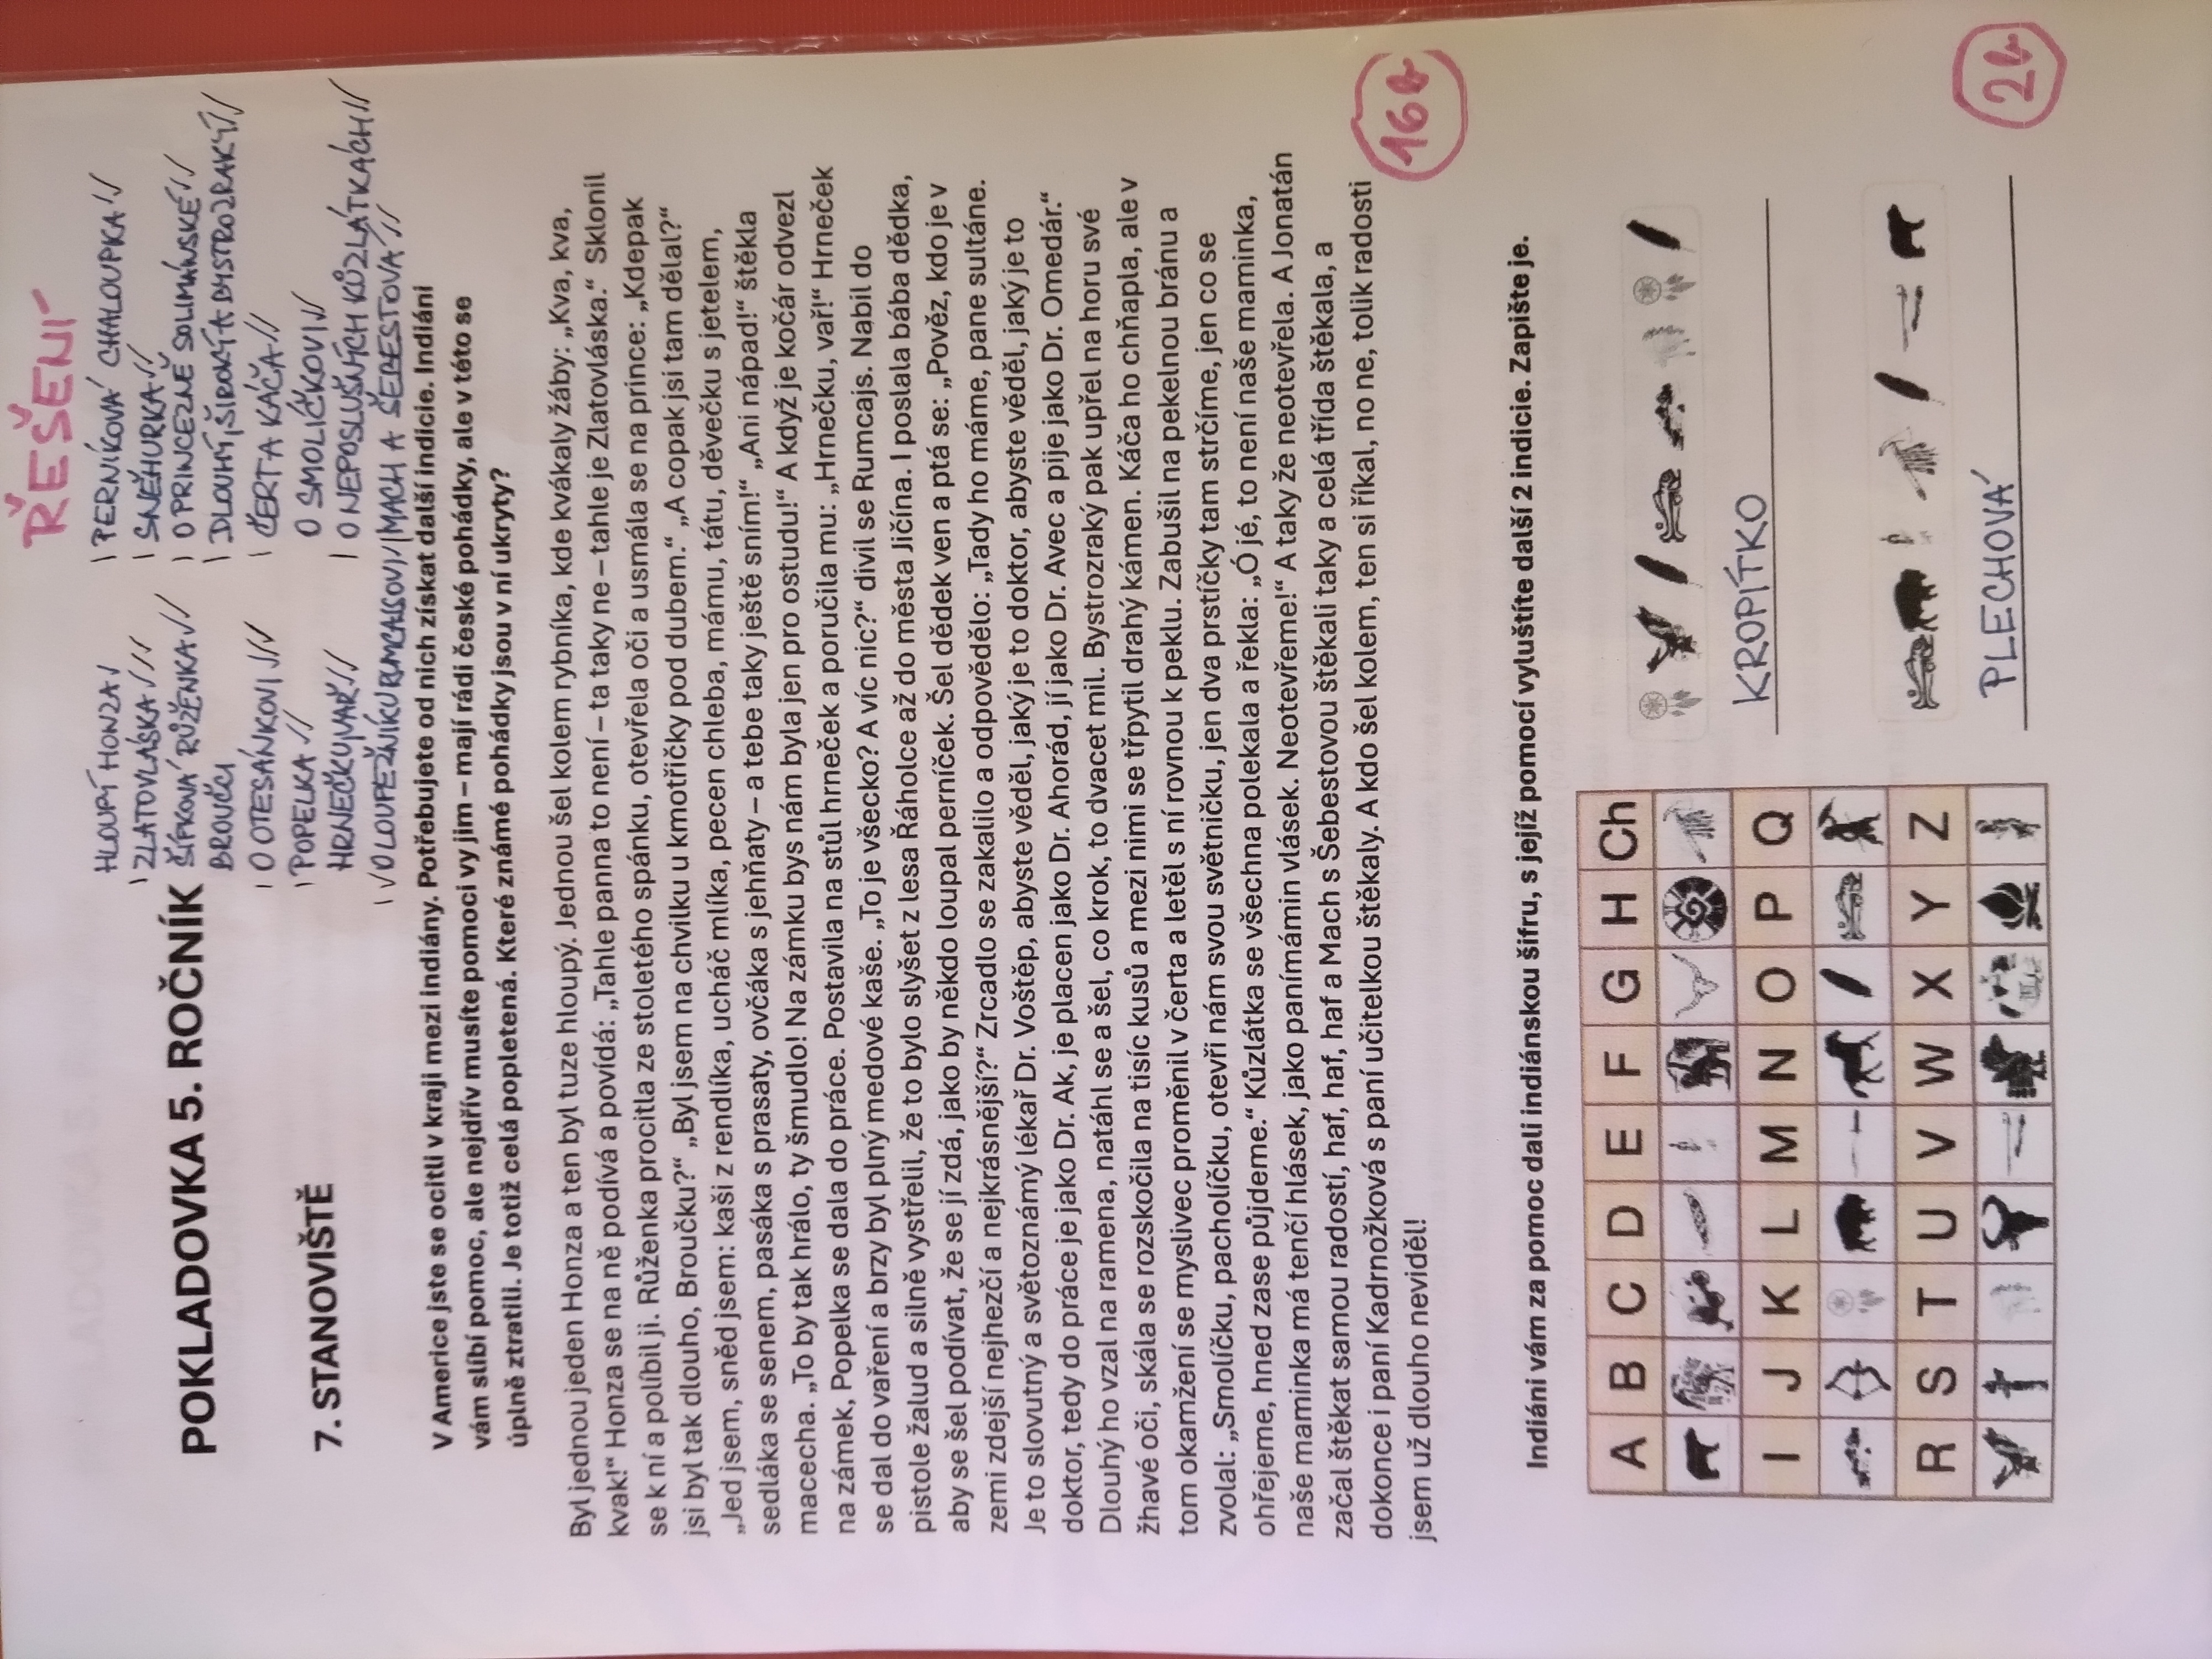 ŘEŠENÍ
HLOUPÝ HONZA
ZLATOVLÁSKA
ŠÍPKOVÁ RŮŽENKA
BROUČCI
O OTESÁNKOVI
POPELKA
HRNEČKU, VAŘ
O LOUPEŽNÍKU RUMCAJSOVI
PERNÍKOVÁ CHALOUPKA
SNĚHURKA
O PRINCEZNĚ SOLIMÁNSKÉ
DLOUHÝ, ŠIROKÝ A BYSTROZRAKÝ
ČERT A KÁČA
O SMOLÍČKOVI
O NEPOSLUŠNÝCH KŮZLÁTKÁCH
MACH A ŠEBESTOVÁ
POKLADOVKA 5. ROČNÍK
7. STANOVIŠTĚ
V Americe jste se ocitli v kraji mezi indiány. Potřebujete od nich získat další indicie. Indiáni
vám slíbí pomoc, ale nejdřív musíte pomoci vy jim – mají rádi české pohádky, ale v této se
úplně ztratili. Je totiž celá popletená. Které známé pohádky jsou v ní ukryty?
Byl jednou jeden Honza a ten byl tuze hloupý. Jednou šel kolem rybníka, kde kvákaly žáby: „Kva, kva,
kvak!“ Honza se na ně podívá a povídá: „Tahle panna to není – ta taky ne – tahle je Zlatovláska.“ Sklonil
se k ní a políbil ji. Růženka procitla ze stoletého spánku, otevřela oči a usmála se na prince: „Kdepak
jsi byl tak dlouho, Broučku?“ „Byl jsem na chvilku u kmotřičky pod dubem.“ „A copak jsi tam dělal?“
„Jed jsem, sněd jsem: kaši z rendlíka, ucháč mlíka, pecen chleba, mámu, tátu, děvečku s jetelem,
sedláka se senem, pasáka s prasaty, ovčáka s jehňaty – a tebe taky ještě sním!“ „Ani nápad!“ štěkla
macecha. „To by tak hrálo, ty šmudlo! Na zámku bys nám byla jen pro ostudu!“ A když je kočár odvezl
na zámek, Popelka se dala do práce. Postavila na stůl hrneček a poručila mu: „Hrnečku, vař!“ Hrneček
se dal do vaření a brzy byl plný medové kaše. „To je všecko? A víc nic?“ divil se Rumcajs. Nabil do
pistole žalud a silně vystřelil, že to bylo slyšet z lesa Řáholce až do města Jičína. I poslala bába dědka,
aby se šel podívat, že se jí zdá, jako by někdo loupal perníček. Šel dědek ven a ptá se: „Pověz, kdo je v
zemi zdejší nejhezčí a nejkrásnější?“ Zrcadlo se zakalilo a odpovědělo: „Tady ho máme, pane sultáne.
Je to slovutný a světoznámý lékař Dr. Voštěp, abyste věděl, jaký je to doktor, abyste věděl, jaký je to
doktor, tedy do práce je jako Dr. Ak, je placen jako Dr. Ahorád, jí jako Dr. Avec a pije jako Dr. Omedár.“
Dlouhý ho vzal na ramena, natáhl se a šel, co krok, to dvacet mil. Bystrozraký pak upřel na horu své
žhavé oči, skála se rozskočila na tisíc kusů a mezi nimi se třpytil drahý kámen. Káča ho chňapla, ale v
tom okamžení se myslivec proměnil v čerta a letěl s ní rovnou k peklu. Zabušil na pekelnou bránu a
zvolal: „Smolíčku, pacholíčku, otevři nám svou světničku, jen dva prstíčky tam strčíme, jen co se
ohřejeme, hned zase půjdeme.“ Kůzlátka se všechna polekala a řekla: „Ó jé, to není naše maminka,
naše maminka má tenčí hlásek, jako panímámin vlásek. Neotevřeme!“ A taky že neotevřela. A Jonatán
začal štěkat samou radostí, haf, haf, haf a Mach s Šebestovou štěkali taky a celá třída štěkala, a
dokonce i paní Kadrnožková s paní učitelkou štěkaly. A kdo šel kolem, ten si říkal, no ne, tolik radosti
jsem už dlouho neviděl!
16b
Indiáni vám za pomoc dali indiánskou šifru, s jejíž pomocí vyluštíte další 2 indicie. Zapište je.
A B C D E F G H Ch
I J K L M N O P Q
R S T U V W X Y Z
KROPÍTKO
PLECHOVÁ
2b